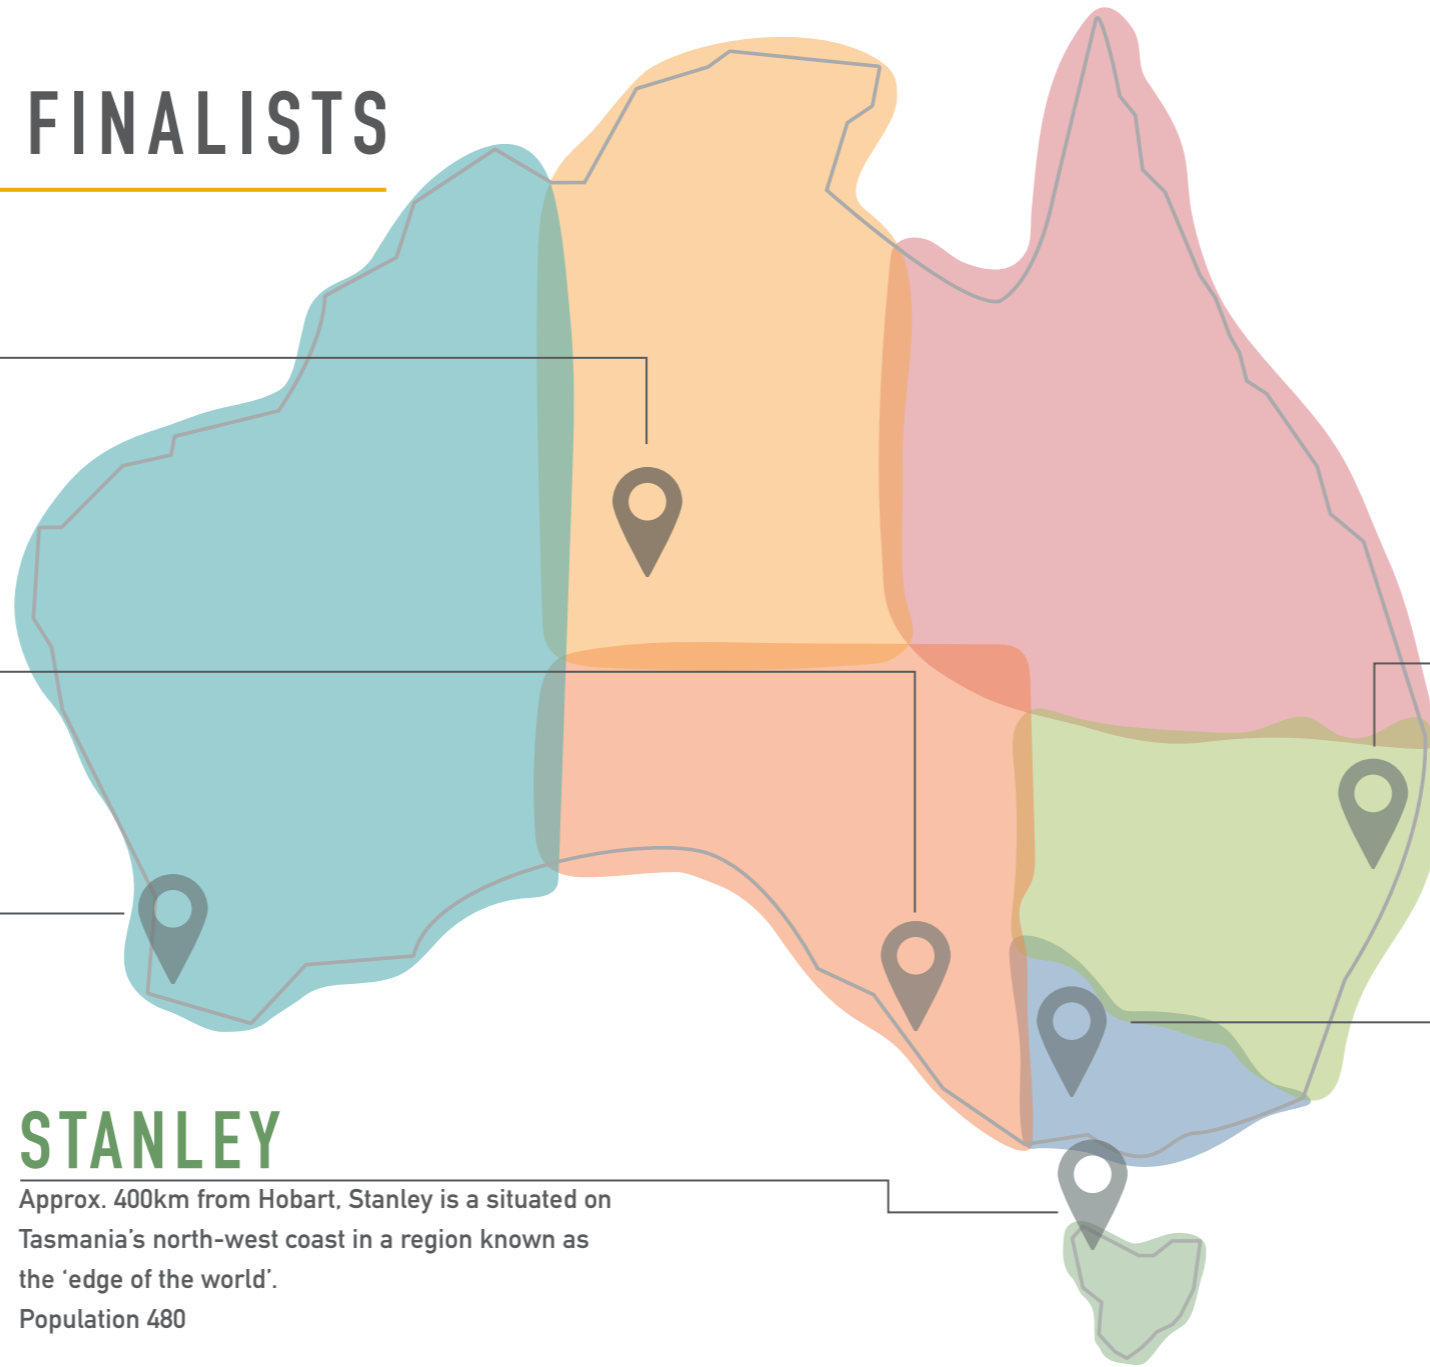 FINALISTS
STANLEY
Approx. 400km from Hobart, Stanley is a situated on
Tasmania’s north-west coast in a region known as
the ‘edge of the world’.
Population 480